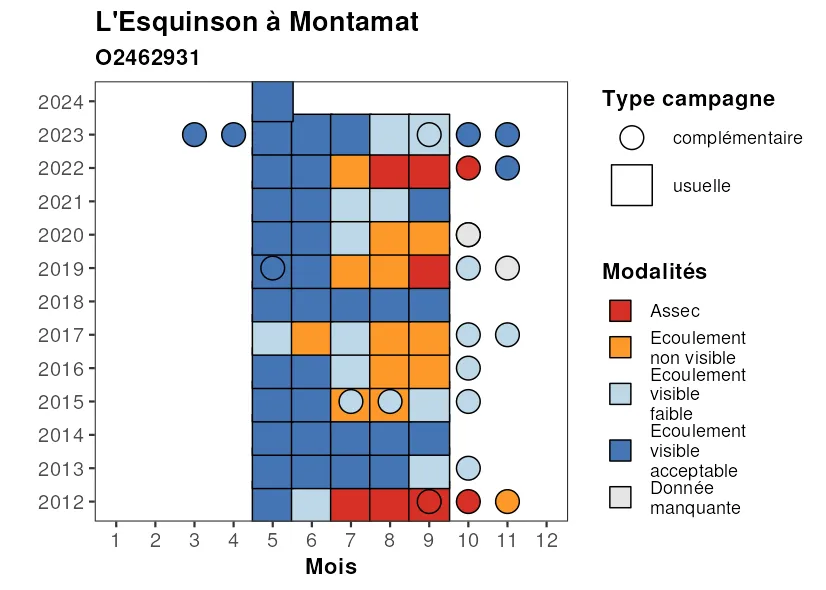 L'Esquinson à Montamat
O2462931
2024
2023
2022
2021
2020
2019
2018
2017
2016
2015
2014
2013
2012
1 2 3 4 5 6 7 8 9 10 11 12
Mois
Type campagne
complémentaire
usuelle
Modalités
Assec
Ecoulement
non visible
Ecoulement
visible
faible
Ecoulement
visible
acceptable
Donnée
manquante